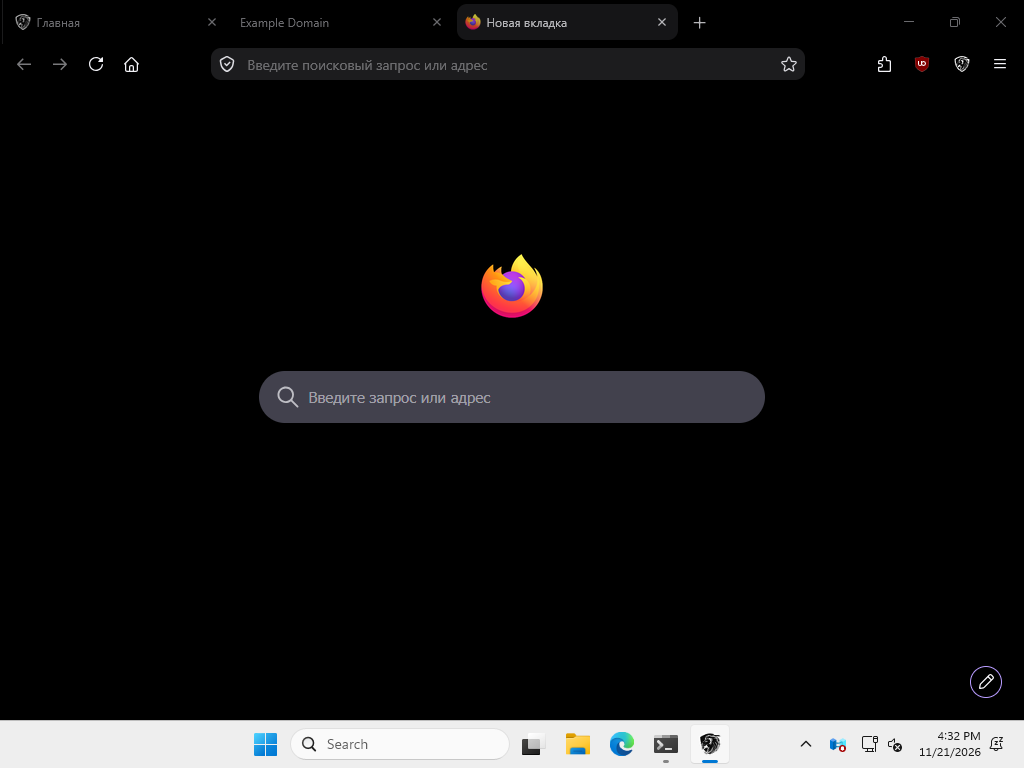 Главная
Example Domain
Новая вкладка
Введите поисковый запрос или адрес
Введите запрос или адрес
Search
4:32 PM
11/21/2026